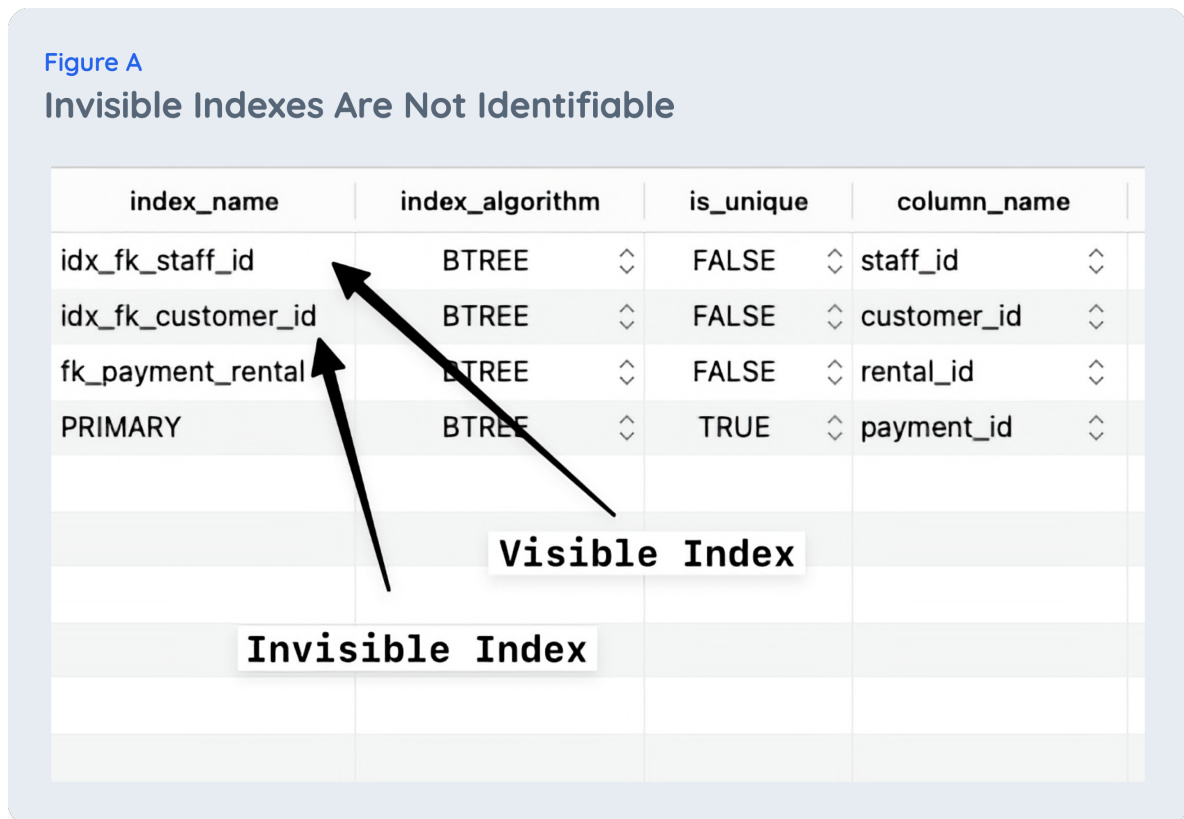 Figure A
Invisible Indexes Are Not Identifiable
index_name index_algorithm is_unique column_name
idx_fk_staff_id BTREE FALSE staff_id
idx_fk_customer_id BTREE FALSE customer_id
fk_payment_rental BTREE FALSE rental_id
PRIMARY BTREE TRUE payment_id
Visible Index
Invisible Index